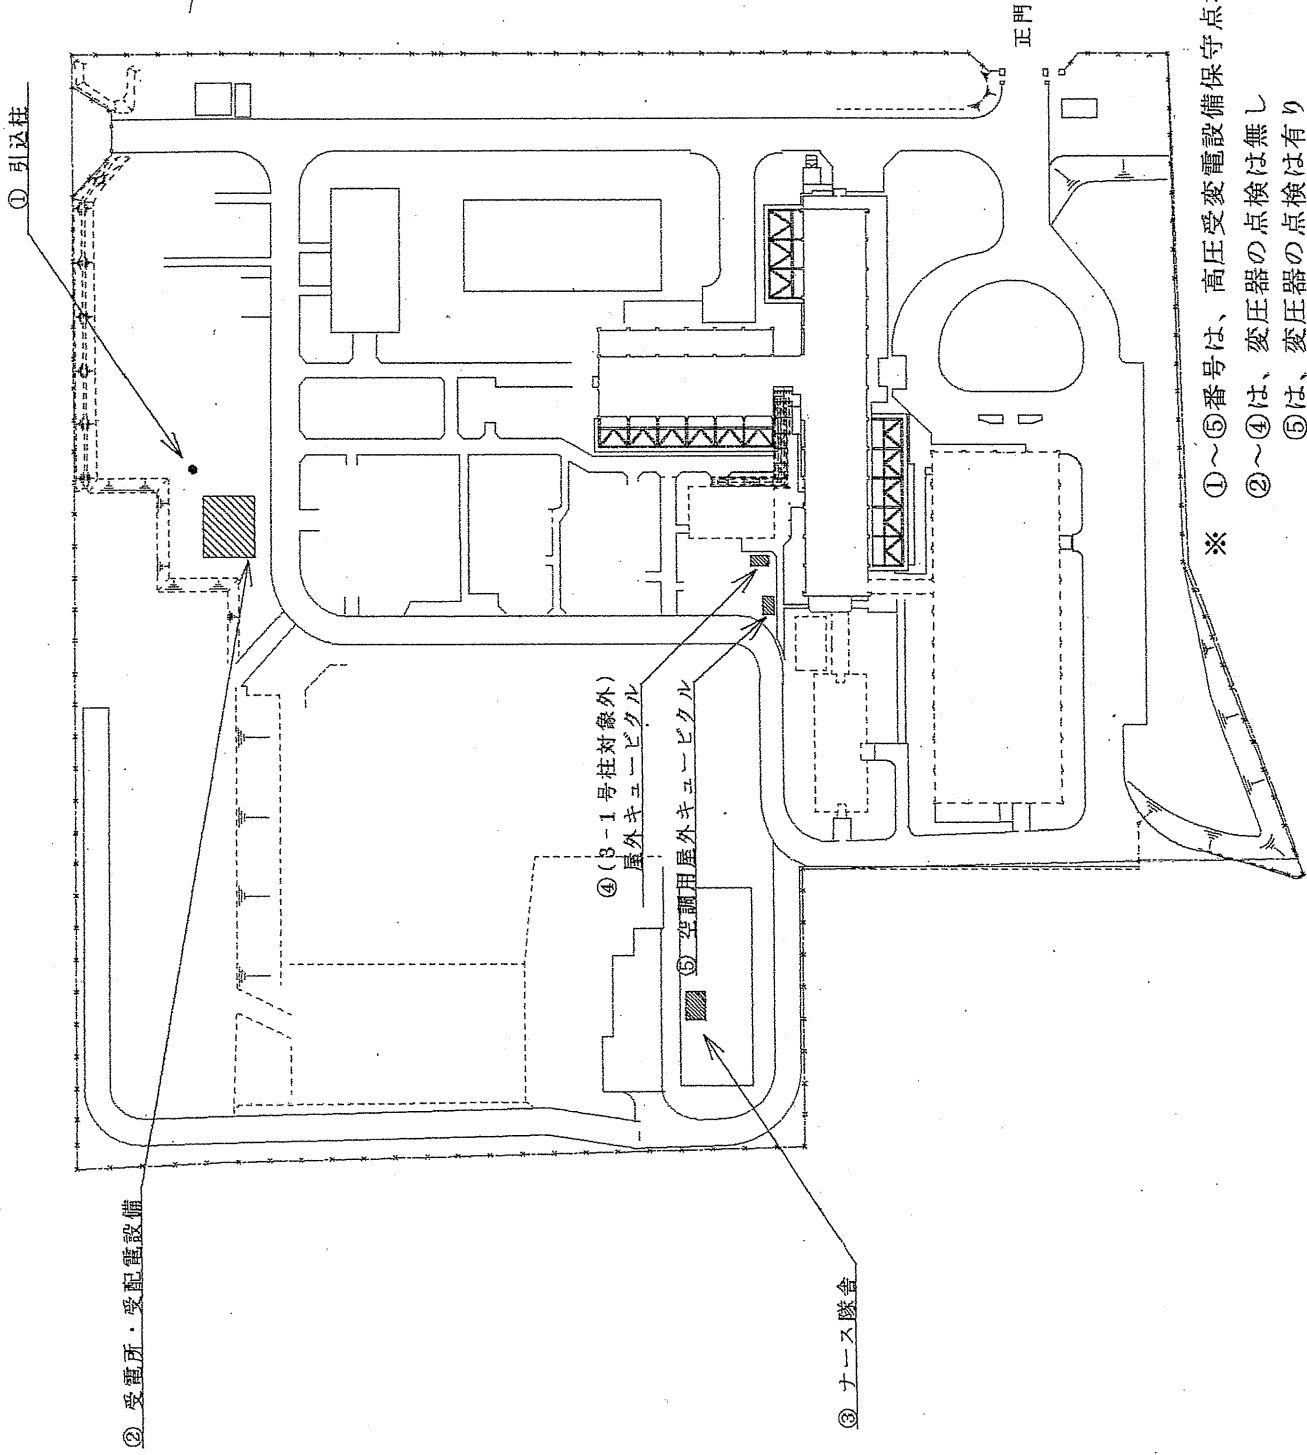 ① 引込柱
② 受電所・受配電設備
③ ナース隊舎
④(3-1号柱対象外)
屋外キュービクル
⑤ 空調用屋外キュービクル
正門
※ ①～⑤番号は、高圧受変電設備保守点
②～④は、変圧器の点検は無し
⑤は、変圧器の点検は有り